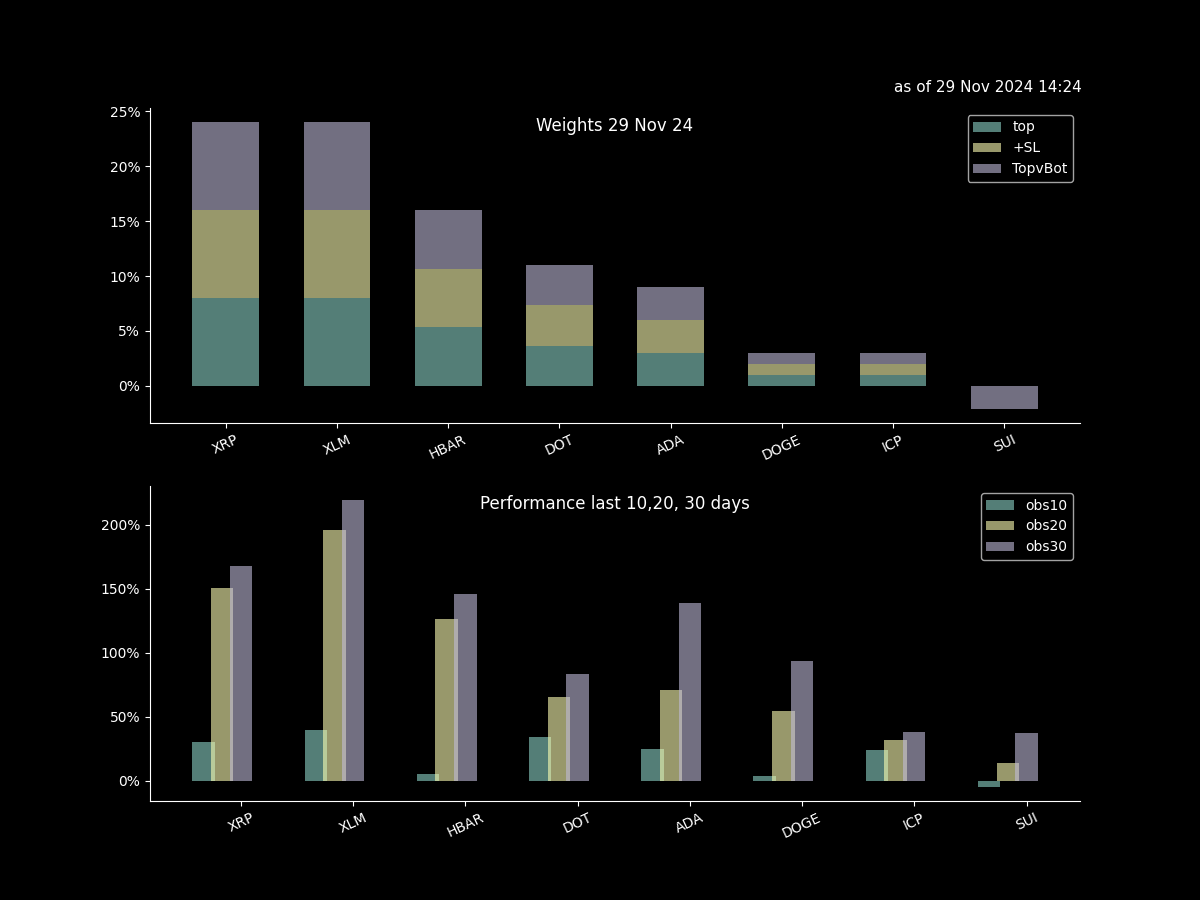 as of 29 Nov 2024 14:24
Weights 29 Nov 24
top
+SL
TopvBot
25%
20%
15%
10%
5%
0%
XRP XLM HBAR DOT ADA DOGE ICP SUI
Performance last 10,20, 30 days
obs10
obs20
obs30
200%
150%
100%
50%
0%
XRP XLM HBAR DOT ADA DOGE ICP SUI